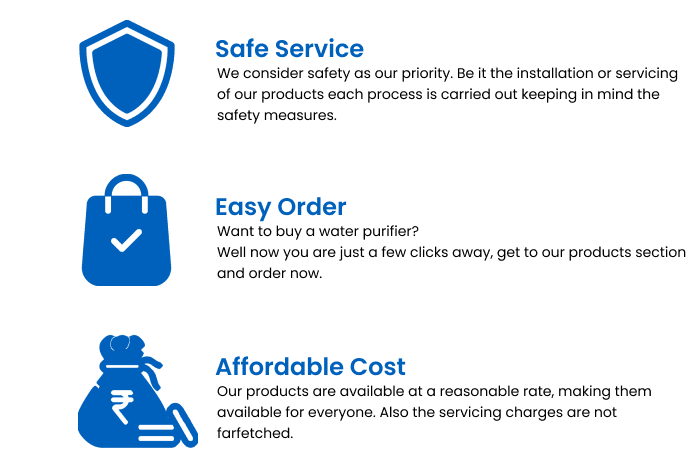 Safe Service
We consider safety as our priority. Be it the installation or servicing
of our products each process is carried out keeping in mind the
safety measures.
Easy Order
Want to buy a water purifier?
Well now you are just a few clicks away, get to our products section
and order now.
₹
Affordable Cost
Our products are available at a reasonable rate, making them
available for everyone. Also the servicing charges are not
farfetched.